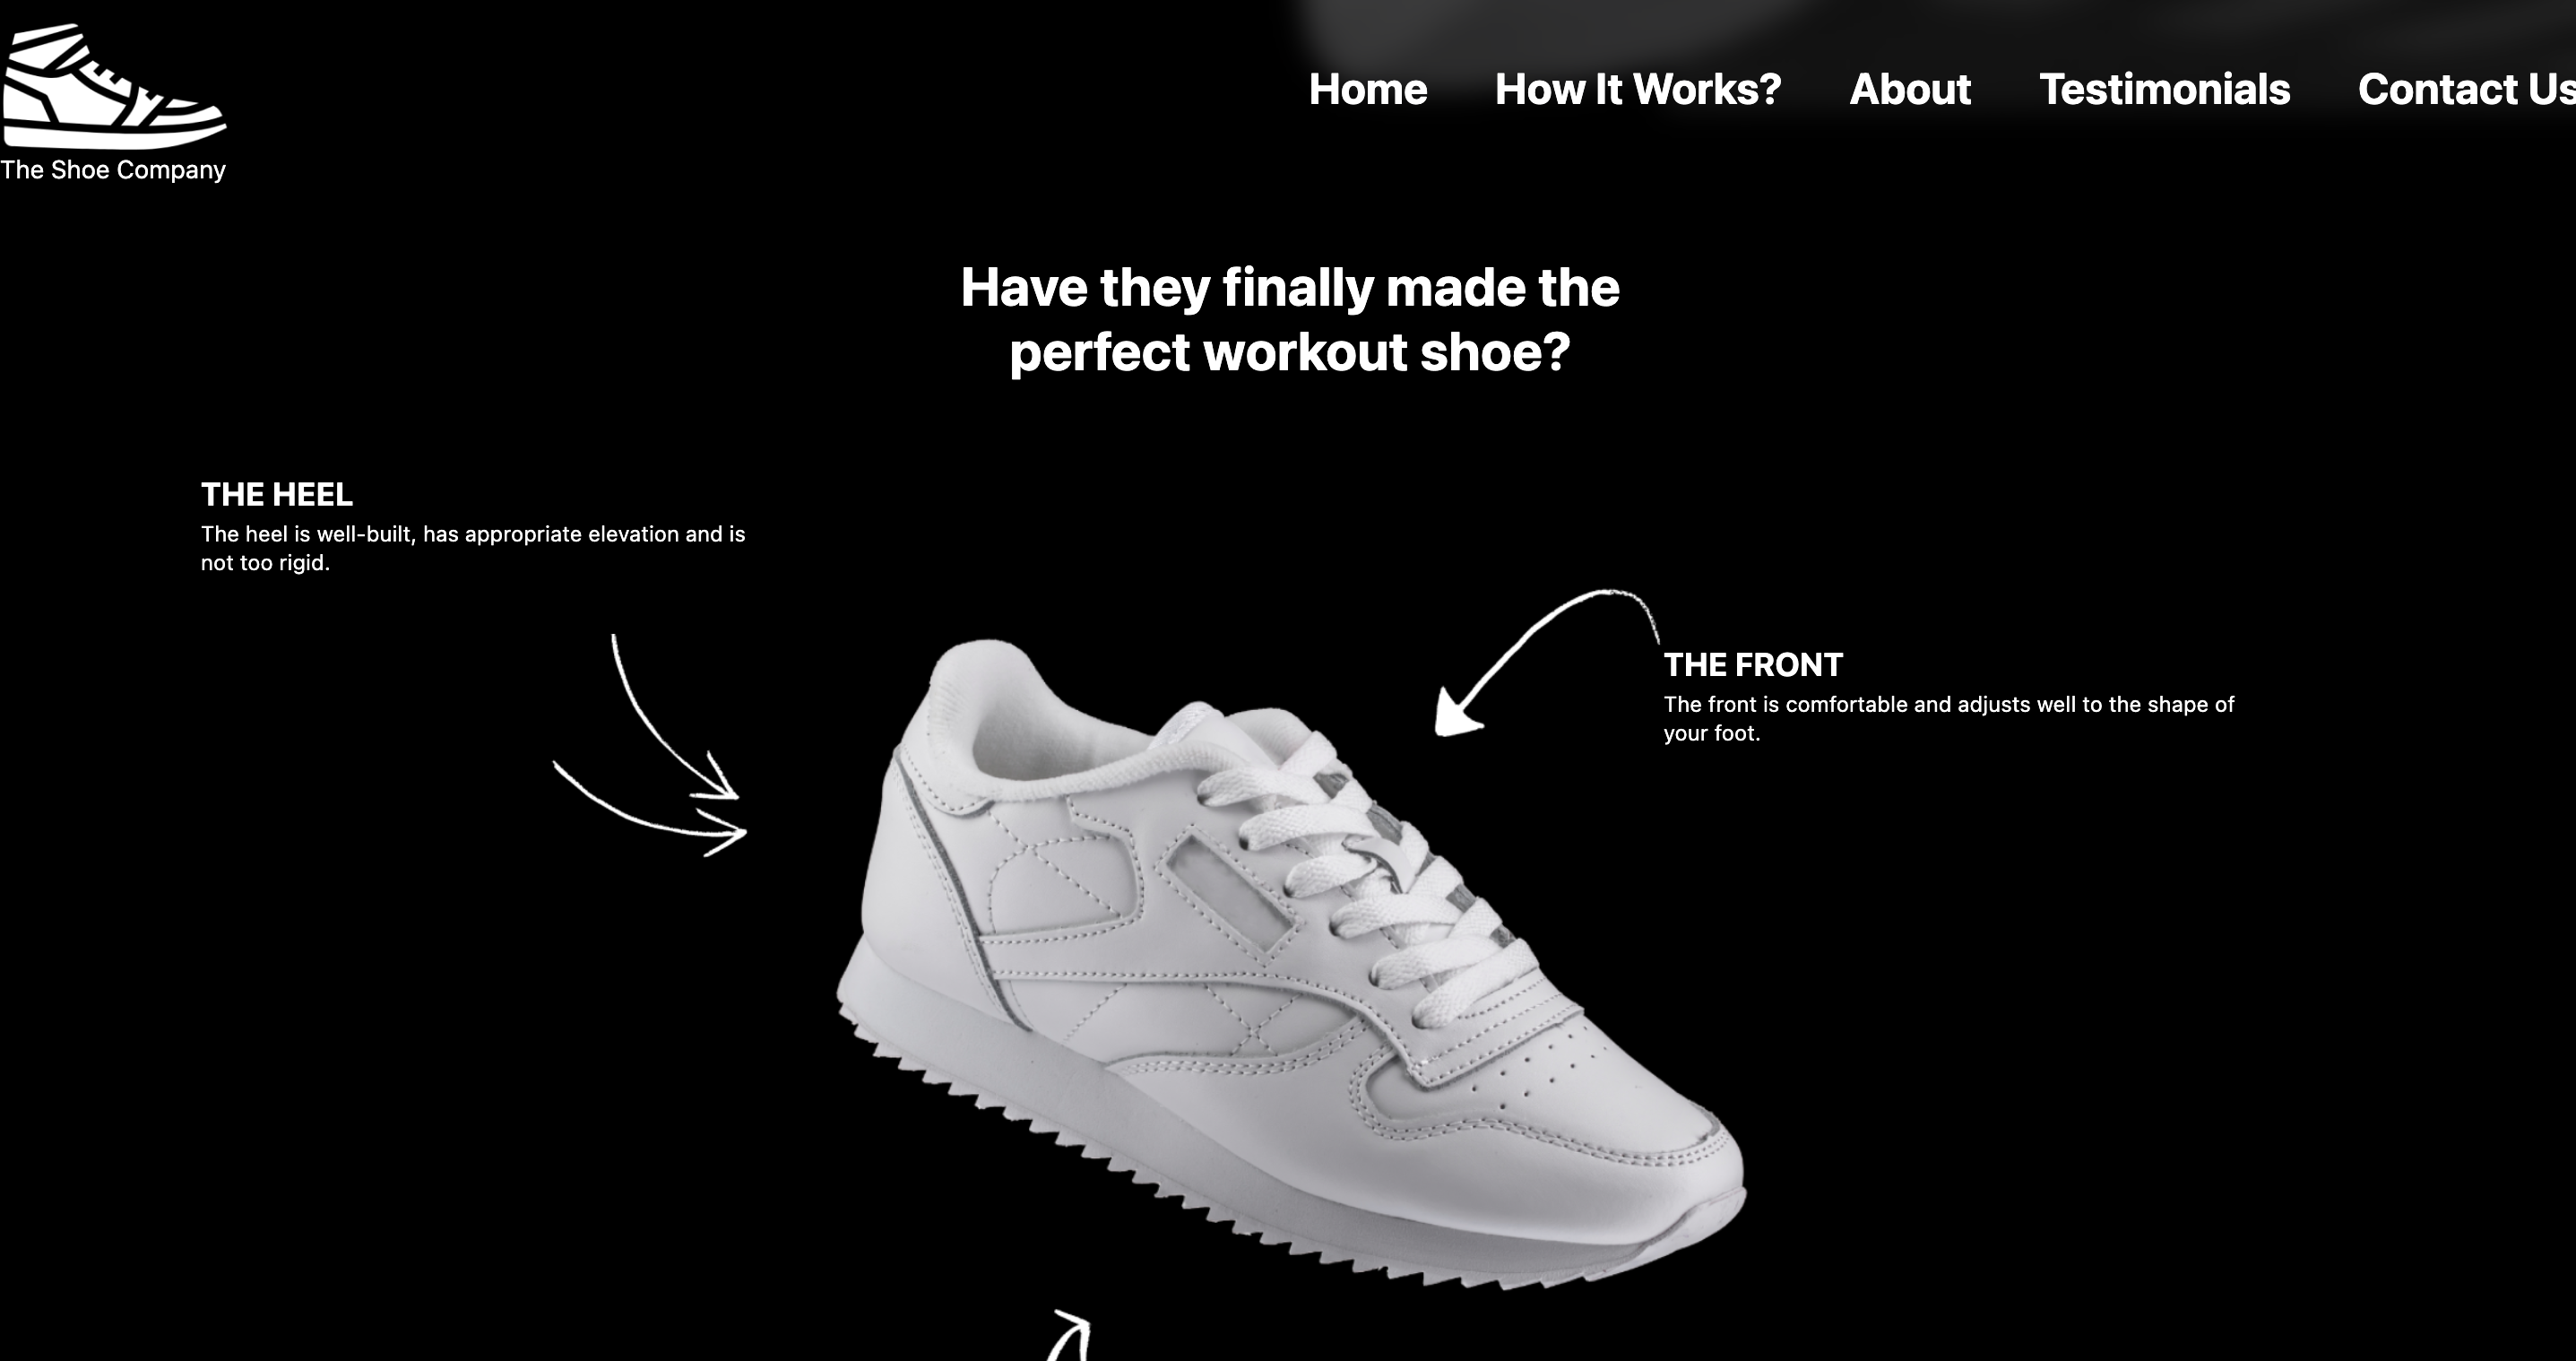 The Shoe Company
Home How It Works? About Testimonials Contact Us
Have they finally made the
perfect workout shoe?
THE HEEL
The heel is well-built, has appropriate elevation and is
not too rigid.
THE FRONT
The front is comfortable and adjusts well to the shape of
your foot.